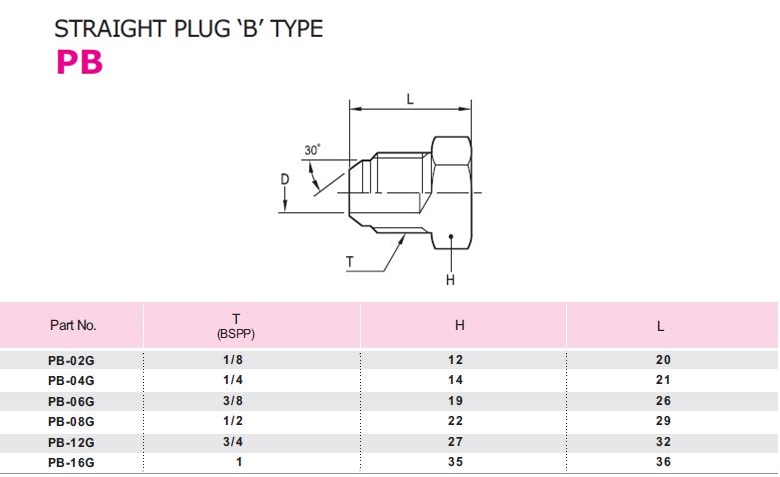 STRAIGHT PLUG ‘B’ TYPE
PB
L
30°
D
T
H
Part No. T (BSPP) H L
PB-02G 1/8 12 20
PB-04G 1/4 14 21
PB-06G 3/8 19 26
PB-08G 1/2 22 29
PB-12G 3/4 27 32
PB-16G 1 35 36